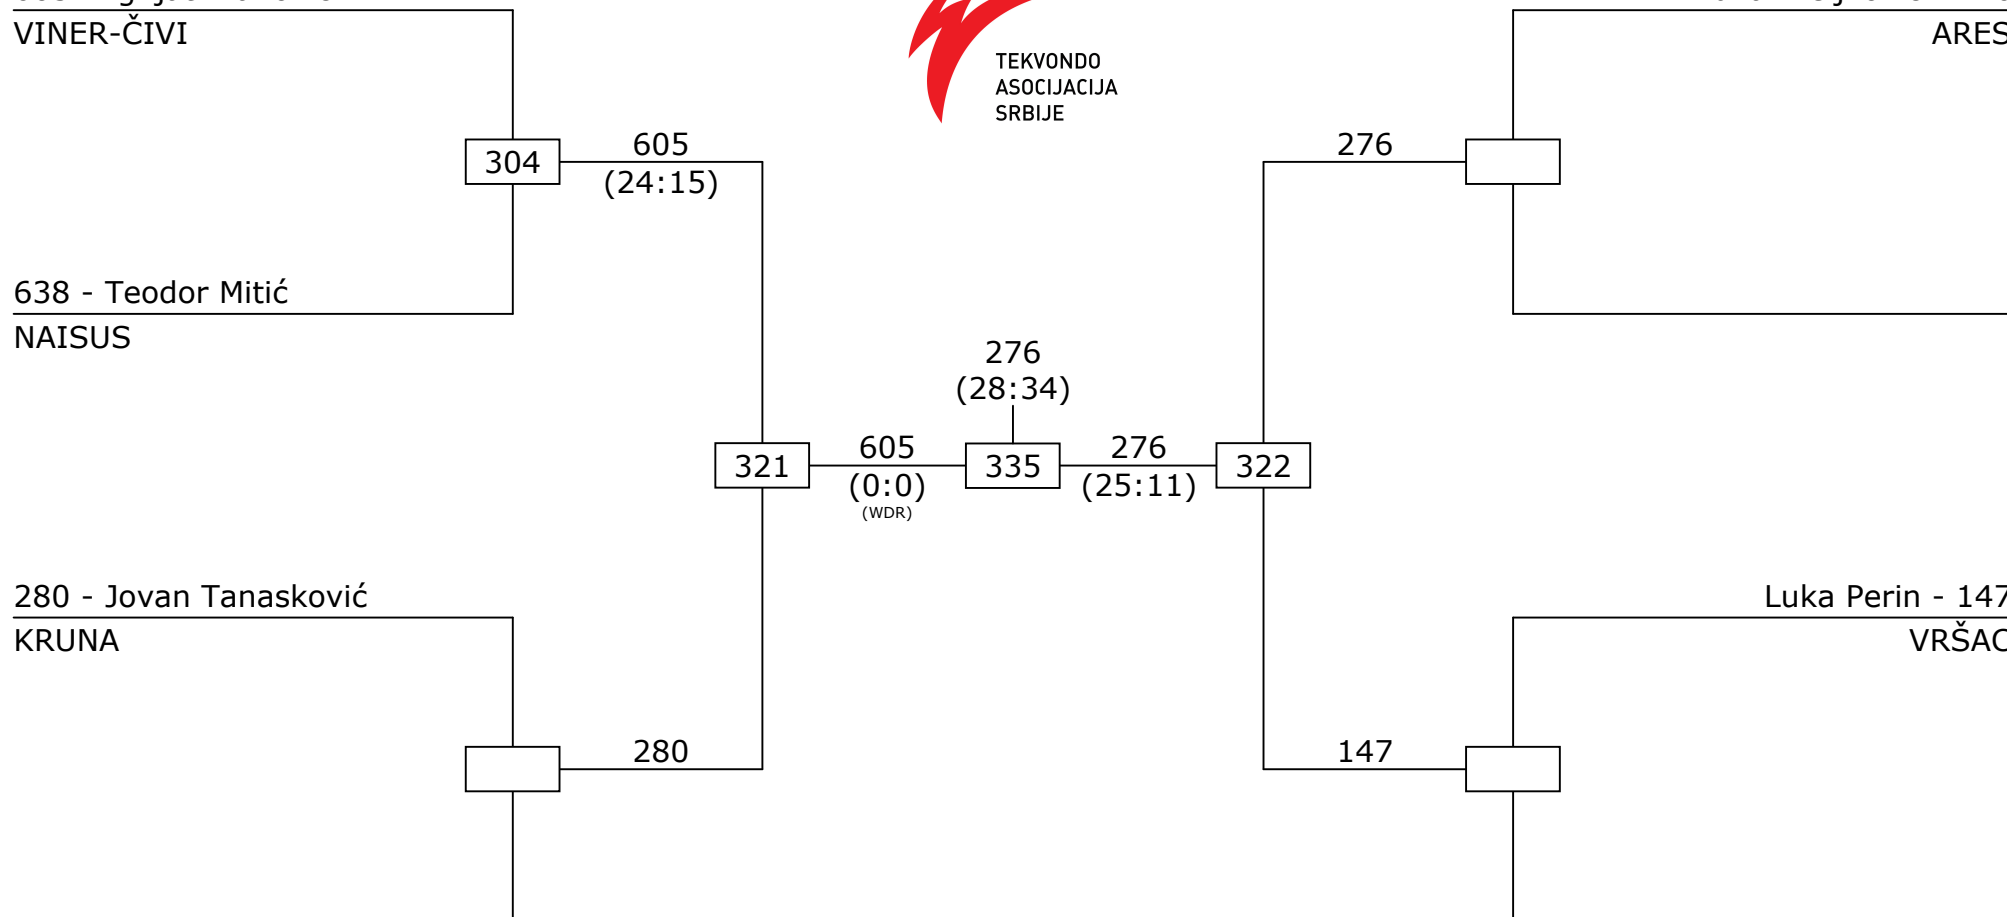 VINER-ČIVI
ARES
TEKVONDO
ASOCIJACIJA
SRBIJE
304
605
(24:15)
276
638 - Teodor Mitić
NAISUS
276
(28:34)
321
605
(0:0)
(WDR)
335
276
(25:11)
322
280 - Jovan Tanasković
KRUNA
Luka Perin - 147
VRŠAC
280
147